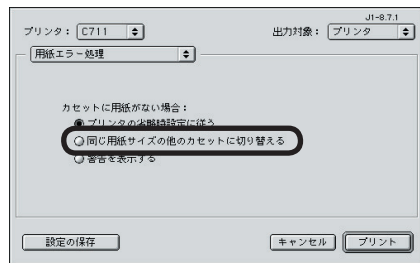 J1-8.7.1
プリンタ： C711 出力対象： プリンタ
用紙エラー処理
カセットに用紙がない場合：
プリンタの省略時設定に従う
同じ用紙サイズの他のカセットに切り替える
警告を表示する
設定の保存 キャンセル プリント